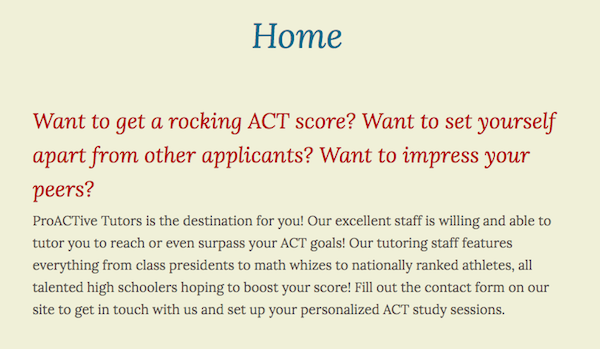 Home
Want to get a rocking ACT score? Want to set yourself
apart from other applicants? Want to impress your
peers?
ProACTive Tutors is the destination for you! Our excellent staff is willing and able to
tutor you to reach or even surpass your ACT goals! Our tutoring staff features
everything from class presidents to math whizes to nationally ranked athletes, all
talented high schoolers hoping to boost your score! Fill out the contact form on our
site to get in touch with us and set up your personalized ACT study sessions.